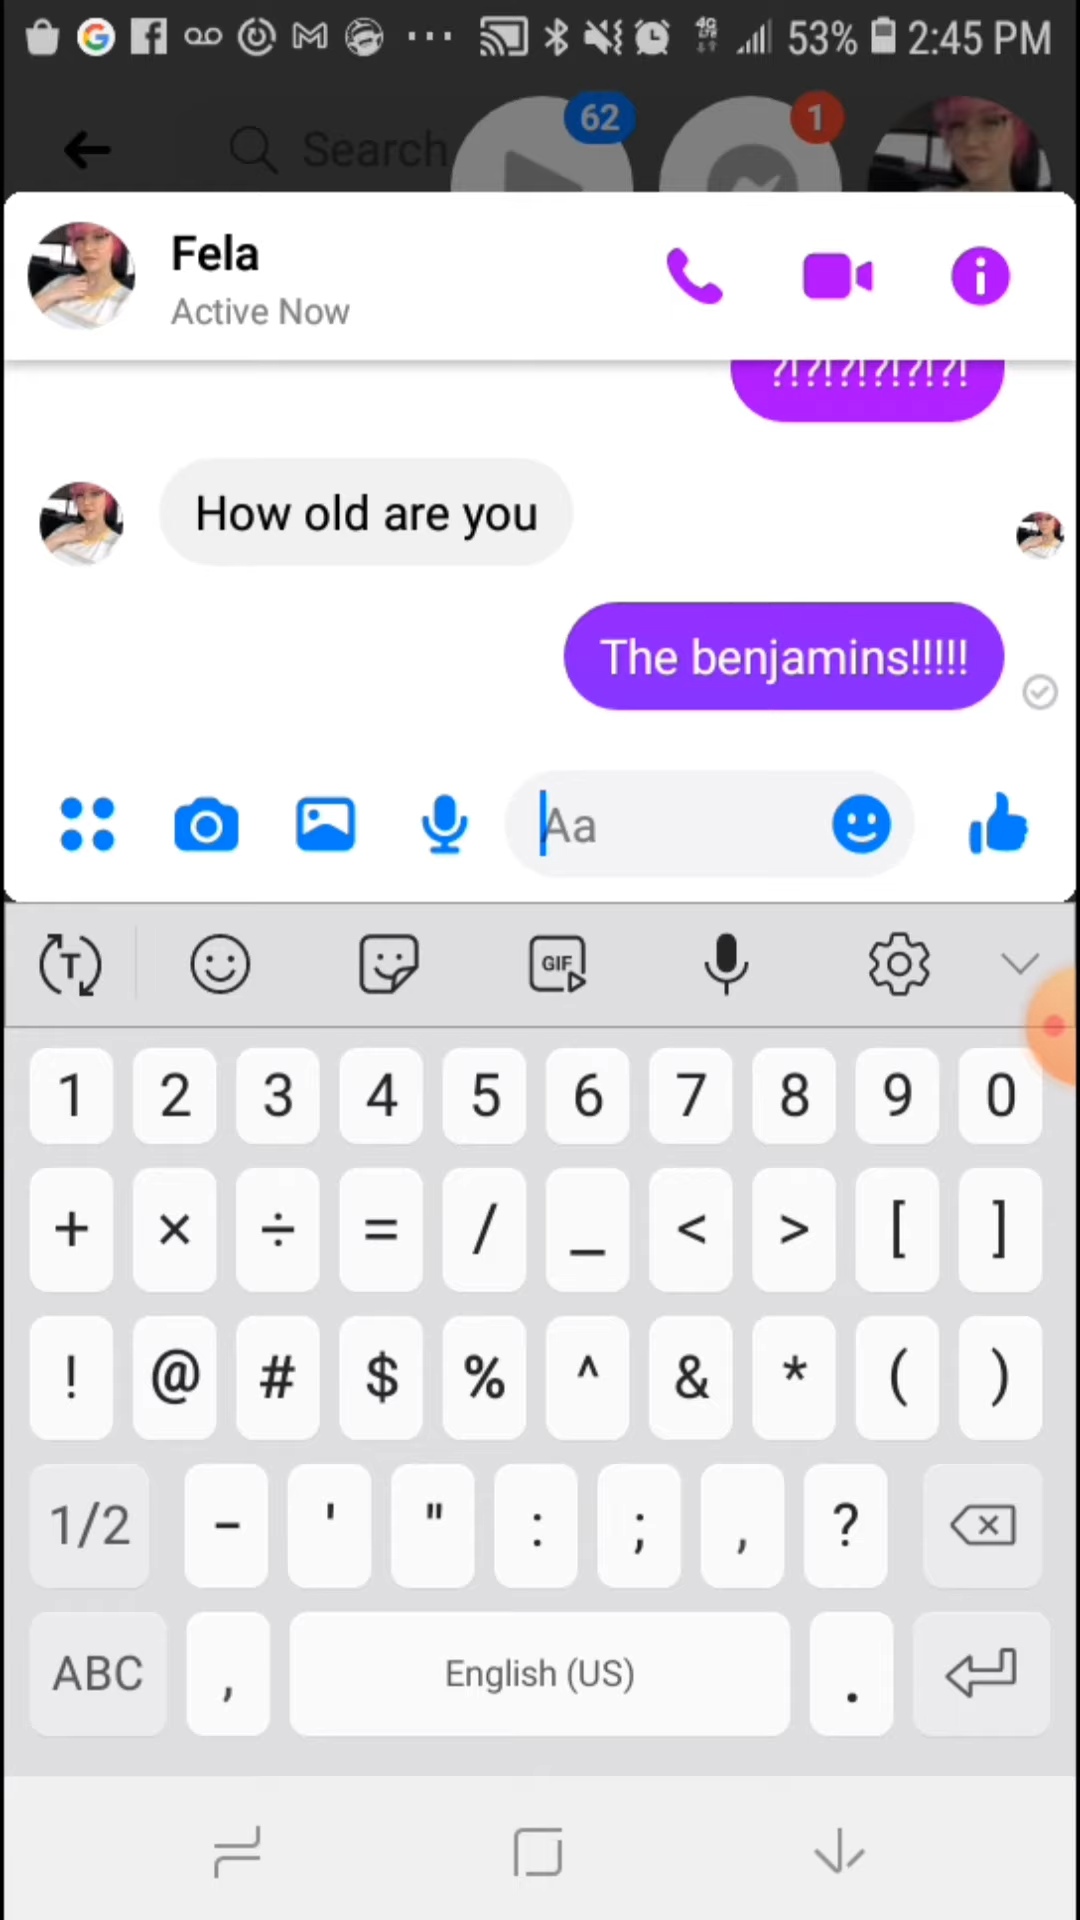 53% 2:45 PM
Search
62
1
Fela
Active Now
?!?!?!?!?!?!
How old are you
The benjamins!!!!!
Aa
T
GIF
1 2 3 4 5 6 7 8 9 0
+ × ÷ = / _ < > [ ]
! @ # $ % ^ & * ( )
1/2 - ' " : ; , ?
ABC , English (US) .